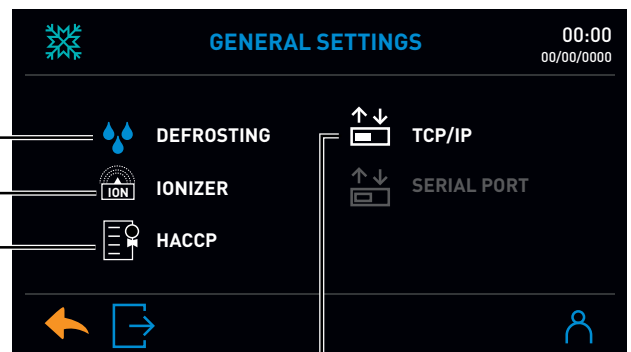 GENERAL SETTINGS
00:00
00/00/0000
DEFROSTING
TCP/IP
ION
IONIZER
SERIAL PORT
HACCP